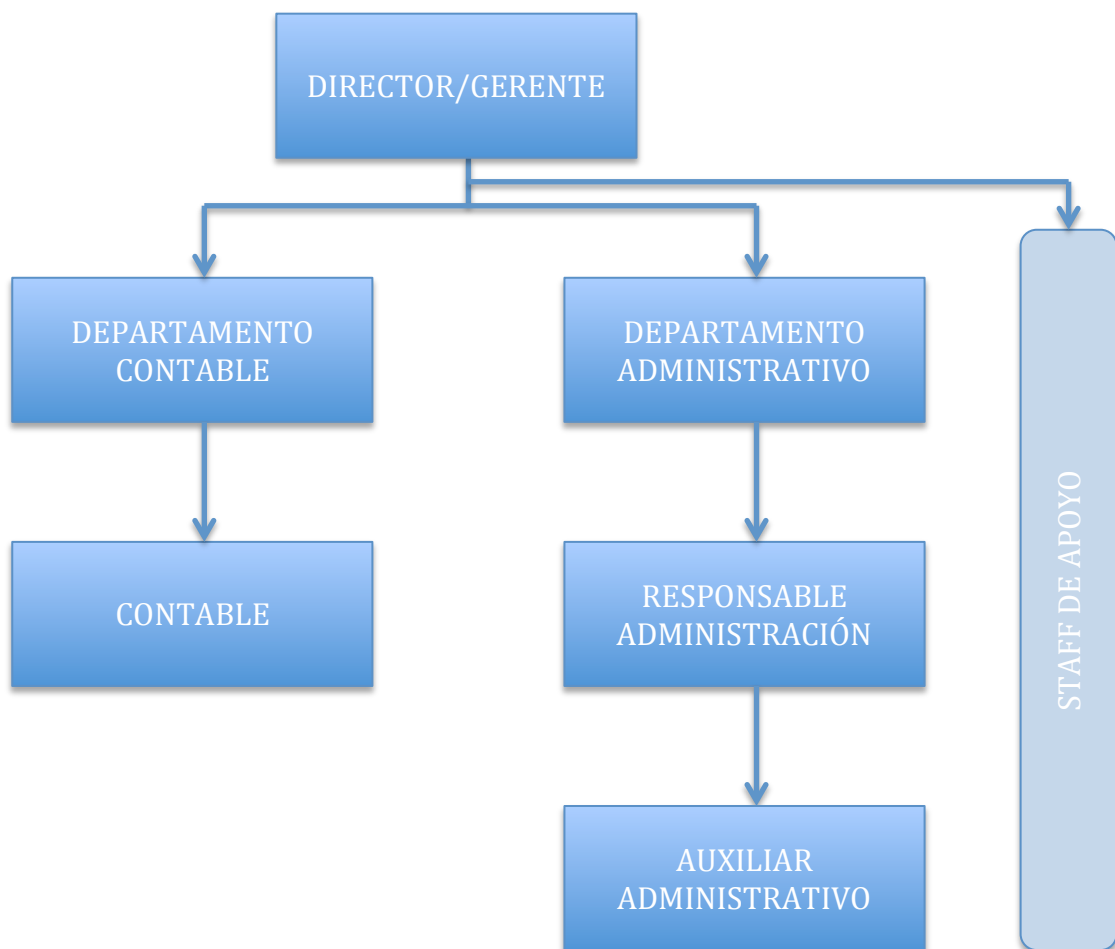 DIRECTOR/GERENTE
DEPARTAMENTO
CONTABLE
DEPARTAMENTO
ADMINISTRATIVO
CONTABLE
RESPONSABLE
ADMINISTRACIÓN
AUXILIAR
ADMINISTRATIVO
STAFF DE APOYO